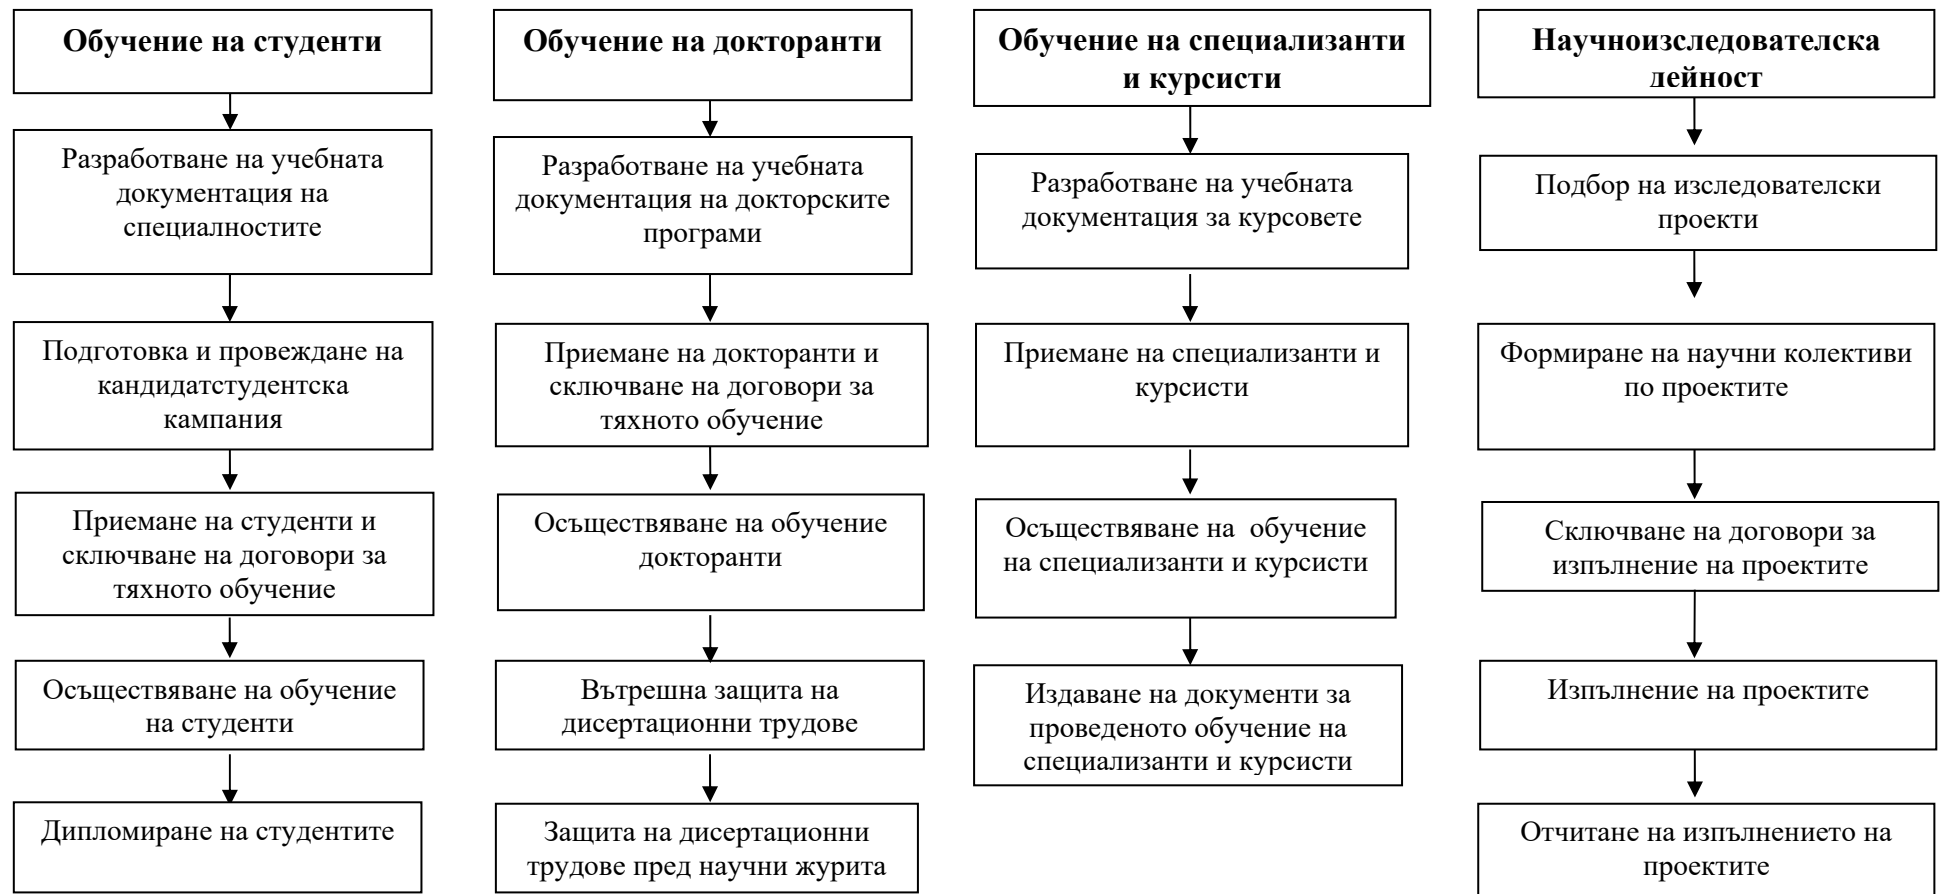 Обучение на студенти
Разработване на учебната
документация на
специалностите
Подготовка и провеждане на
кандидатстудентска
кампания
Приемане на студенти и
сключване на договори за
тяхното обучение
Осъществяване на обучение
на студенти
Дипломиране на студентите
Обучение на докторанти
Разработване на учебната
документация на докторските
програми
Приемане на докторанти и
сключване на договори за
тяхното обучение
Осъществяване на обучение
докторанти
Вътрешна защита на
дисертационни трудове
Защита на дисертационни
трудове пред научни журита
Обучение на специализанти
и курсисти
Разработване на учебната
документация за курсовете
Приемане на специализанти и
курсисти
Осъществяване на  обучение
на специализанти и курсисти
Издаване на документи за
проведеното обучение на
специализанти и курсисти
Научноизследователска
дейност
Подбор на изследователски
проекти
Формиране на научни колективи
по проектите
Сключване на договори за
изпълнение на проектите
Изпълнение на проектите
Отчитане на изпълнението на
проектите